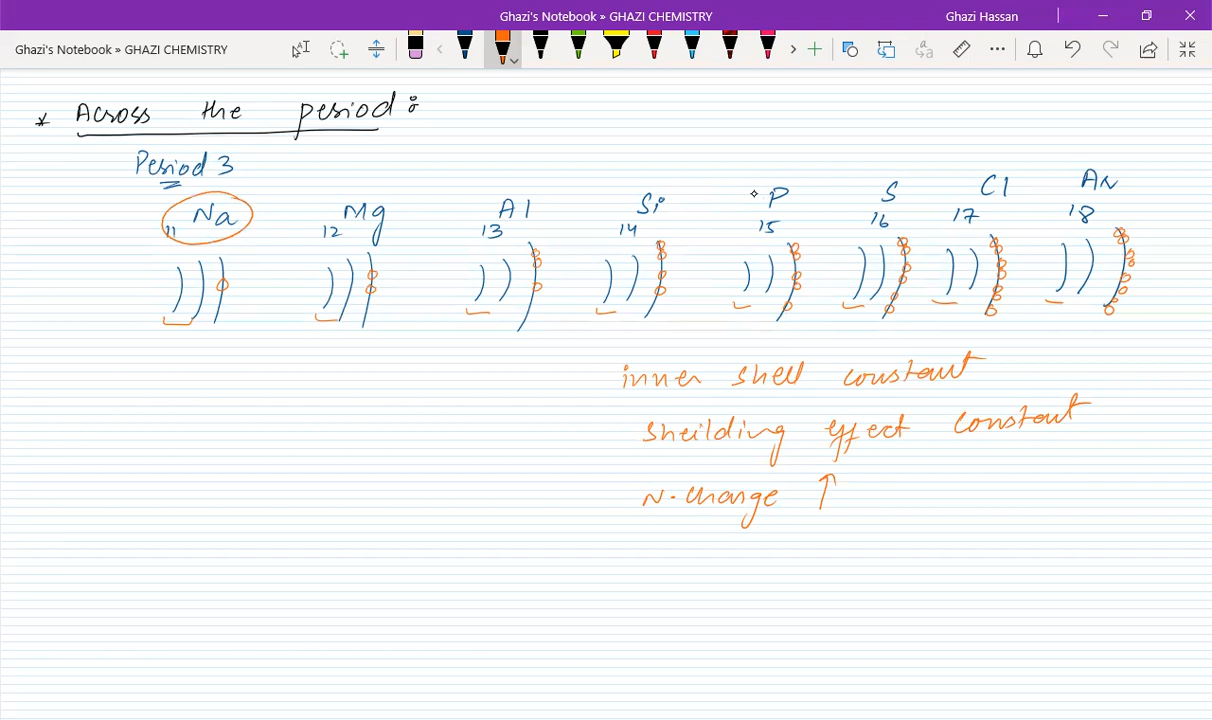 Ghazi's Notebook » GHAZI CHEMISTRY
Ghazi Hassan
Ghazi's Notebook » GHAZI CHEMISTRY
* Across the period:
Period 3
Na Mg Al Si P S Cl Ar
11 12 13 14 15 16 17 18
inner shell constant
sheilding effect constant
N. charge ↑